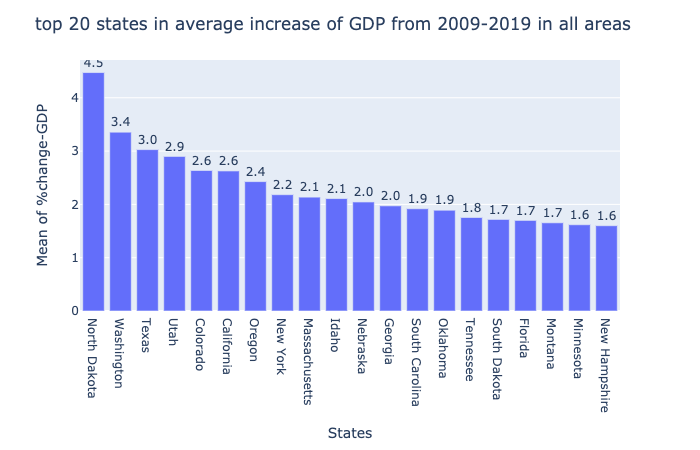 top 20 states in average increase of GDP from 2009-2019 in all areas
4.5
3.4
3.0
2.9
2.6
2.6
2.4
2.2
2.1
2.1
2.0
2.0
1.9
1.9
1.8
1.7
1.7
1.7
1.6
1.6
Mean of %change-GDP
4
3
2
1
0
North Dakota
Washington
Texas
Utah
Colorado
California
Oregon
New York
Massachusetts
Idaho
Nebraska
Georgia
South Carolina
Oklahoma
Tennessee
South Dakota
Florida
Montana
Minnesota
New Hampshire
States